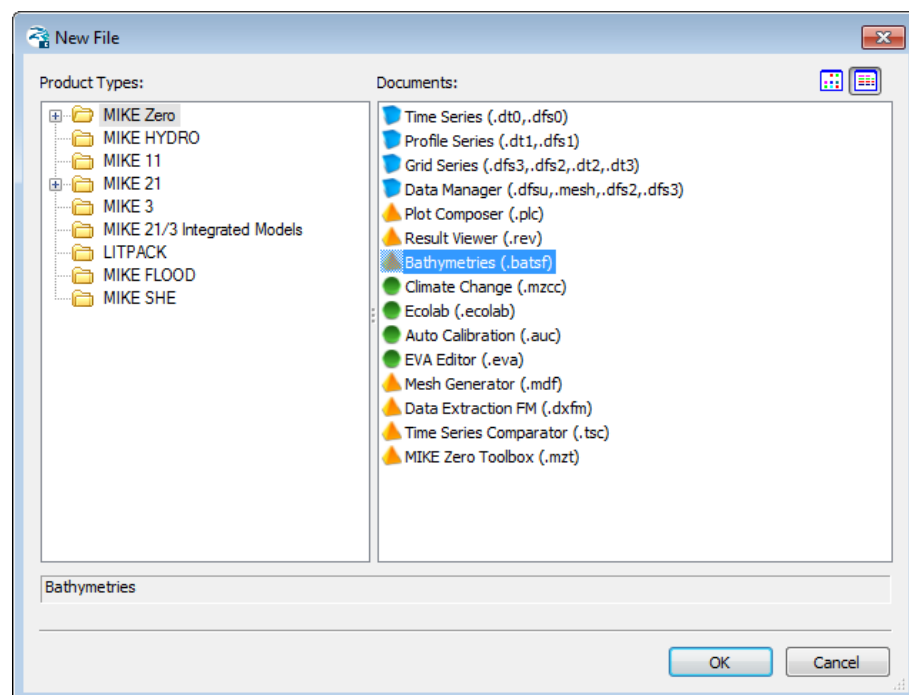 New File
Product Types:
MIKE Zero
MIKE HYDRO
MIKE 11
MIKE 21
MIKE 3
MIKE 21/3 Integrated Models
LITPACK
MIKE FLOOD
MIKE SHE
Documents:
Time Series (.dt0,.dfs0)
Profile Series (.dt1,.dfs1)
Grid Series (.dfs3,.dfs2,.dt2,.dt3)
Data Manager (.dfsu,.mesh,.dfs2,.dfs3)
Plot Composer (.plc)
Result Viewer (.rev)
Bathymetries (.batsf)
Climate Change (.mzcc)
Ecolab (.ecolab)
Auto Calibration (.auc)
EVA Editor (.eva)
Mesh Generator (.mdf)
Data Extraction FM (.dxfm)
Time Series Comparator (.tsc)
MIKE Zero Toolbox (.mzt)
Bathymetries
OK
Cancel